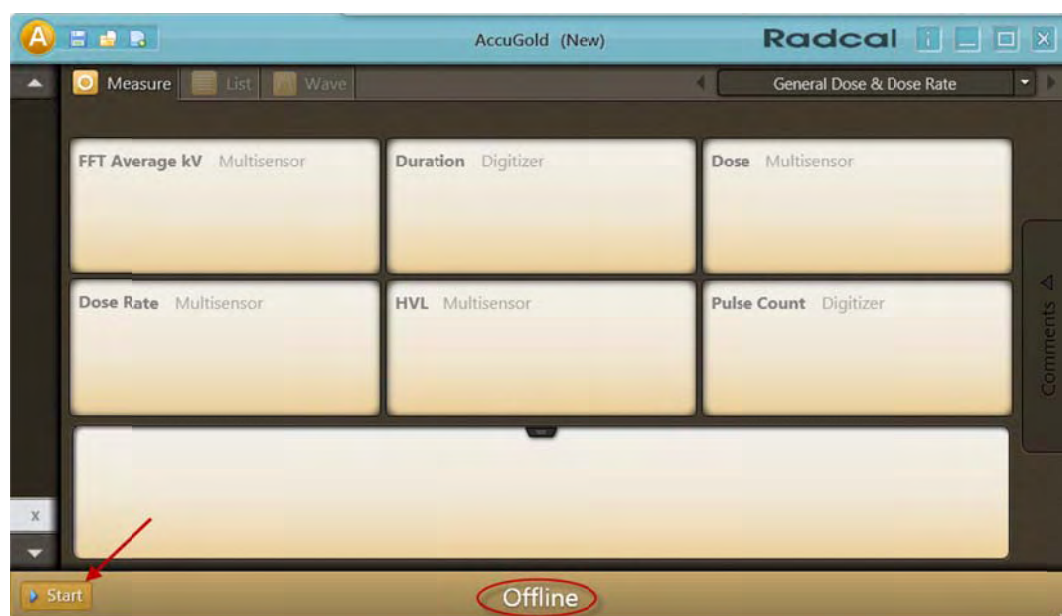 A
AccuGold (New)
Radcal
i
Measure
List
Wave
General Dose & Dose Rate
FFT Average kV Multisensor
Duration Digitizer
Dose Multisensor
Dose Rate Multisensor
HVL Multisensor
Pulse Count Digitizer
Comments
x
Start
Offline